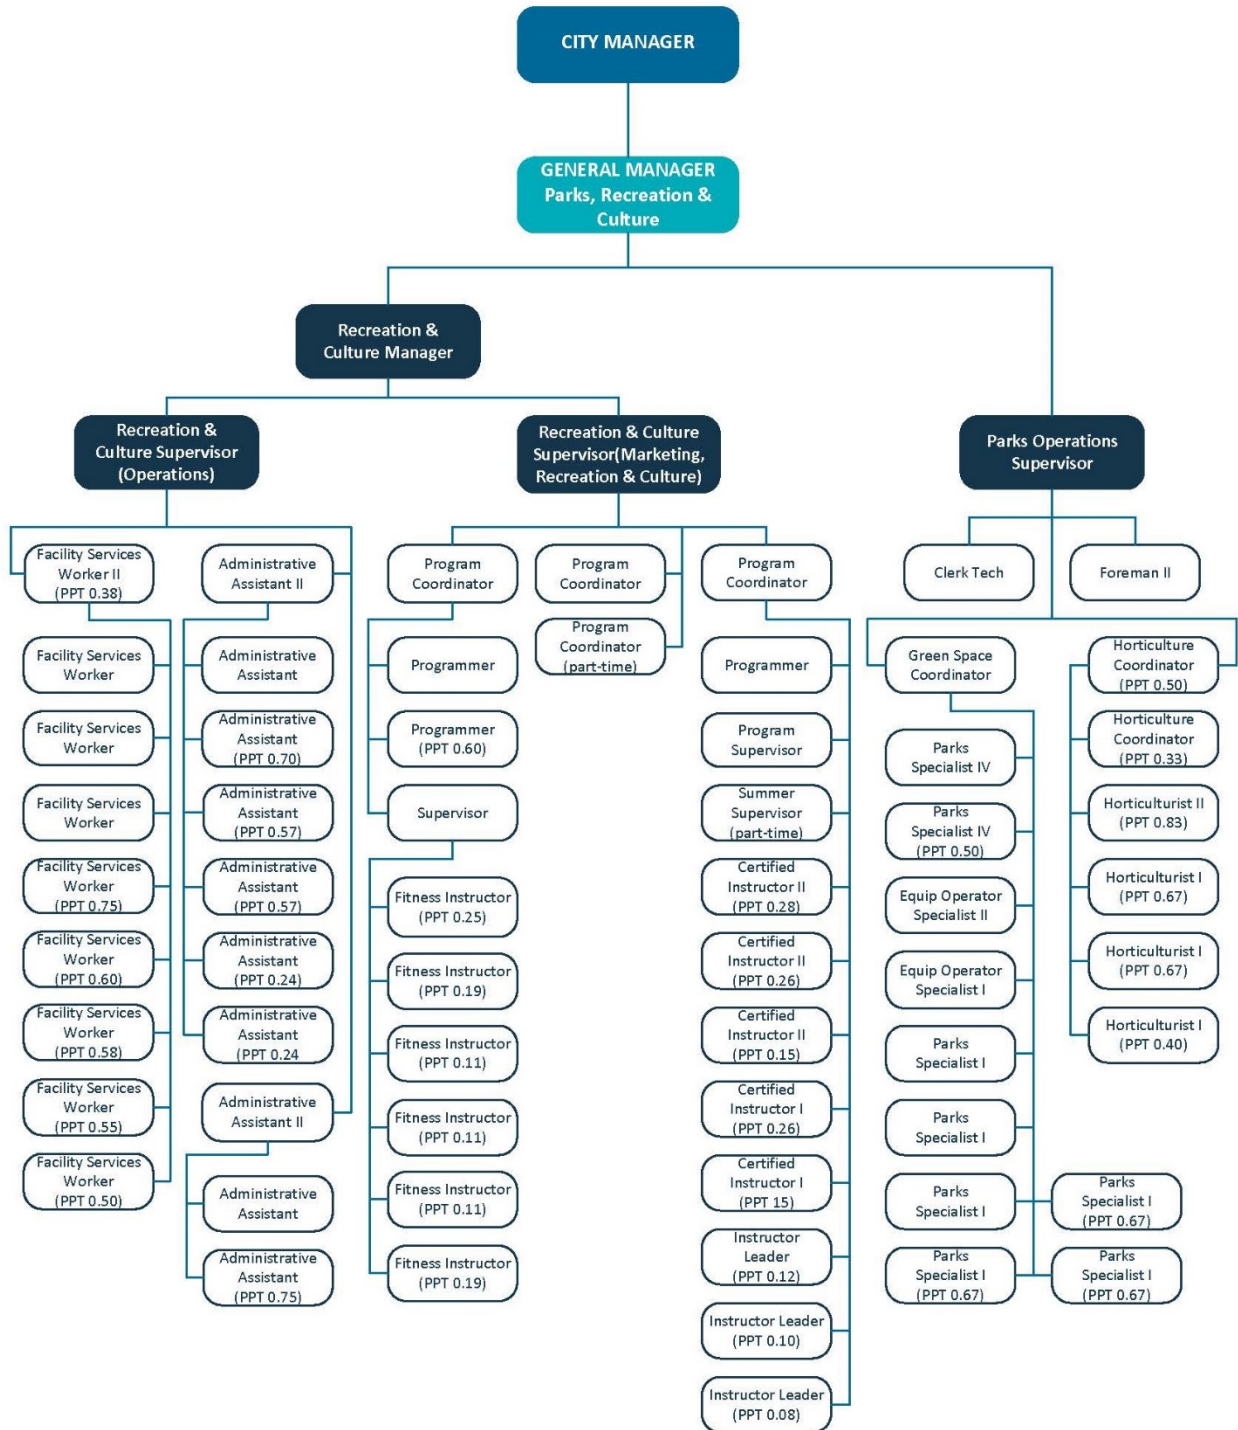 CITY MANAGER
GENERAL MANAGER
Parks, Recreation &
Culture
Recreation &
Culture Manager
Recreation &
Culture Supervisor
(Operations)
Recreation & Culture
Supervisor(Marketing,
Recreation & Culture)
Parks Operations
Supervisor
Facility Services
Worker II
(PPT 0.38)
Facility Services
Worker
Facility Services
Worker
Facility Services
Worker
Facility Services
Worker
(PPT 0.75)
Facility Services
Worker
(PPT 0.60)
Facility Services
Worker
(PPT 0.58)
Facility Services
Worker
(PPT 0.55)
Facility Services
Worker
(PPT 0.50)
Administrative
Assistant II
Administrative
Assistant
Administrative
Assistant
(PPT 0.70)
Administrative
Assistant
(PPT 0.57)
Administrative
Assistant
(PPT 0.57)
Administrative
Assistant
(PPT 0.24)
Administrative
Assistant
(PPT 0.24
Administrative
Assistant II
Administrative
Assistant
Administrative
Assistant
(PPT 0.75)
Program
Coordinator
Programmer
Programmer
(PPT 0.60)
Supervisor
Fitness Instructor
(PPT 0.25)
Fitness Instructor
(PPT 0.19)
Fitness Instructor
(PPT 0.11)
Fitness Instructor
(PPT 0.11)
Fitness Instructor
(PPT 0.11)
Fitness Instructor
(PPT 0.19)
Program
Coordinator
Program
Coordinator
(part-time)
Program
Coordinator
Programmer
Program
Supervisor
Summer
Supervisor
(part-time)
Certified
Instructor II
(PPT 0.28)
Certified
Instructor II
(PPT 0.26)
Certified
Instructor II
(PPT 0.15)
Certified
Instructor I
(PPT 0.26)
Certified
Instructor I
(PPT 15)
Instructor
Leader
(PPT 0.12)
Instructor Leader
(PPT 0.10)
Instructor Leader
(PPT 0.08)
Clerk Tech
Foreman II
Green Space
Coordinator
Parks
Specialist IV
Parks
Specialist IV
(PPT 0.50)
Equip Operator
Specialist II
Equip Operator
Specialist I
Parks
Specialist I
Parks
Specialist I
Parks
Specialist I
Parks
Specialist I
(PPT 0.67)
Parks
Specialist I
(PPT 0.67)
Parks
Specialist I
(PPT 0.67)
Horticulture
Coordinator
(PPT 0.50)
Horticulture
Coordinator
(PPT 0.33)
Horticulturist II
(PPT 0.83)
Horticulturist I
(PPT 0.67)
Horticulturist I
(PPT 0.67)
Horticulturist I
(PPT 0.40)